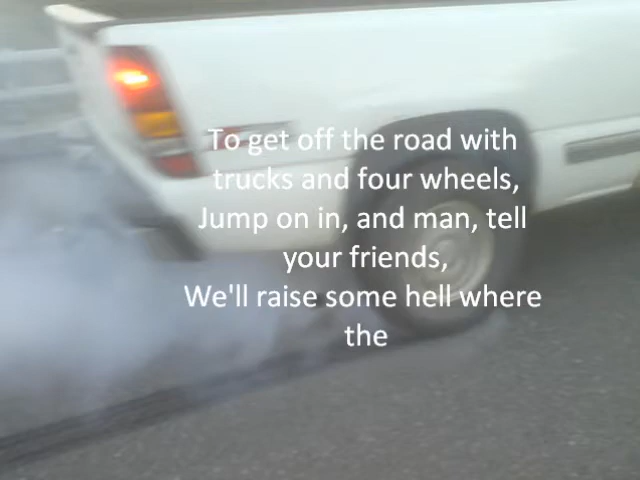 To get off the road with
trucks and four wheels,
Jump on in, and man, tell
your friends,
We'll raise some hell where
the